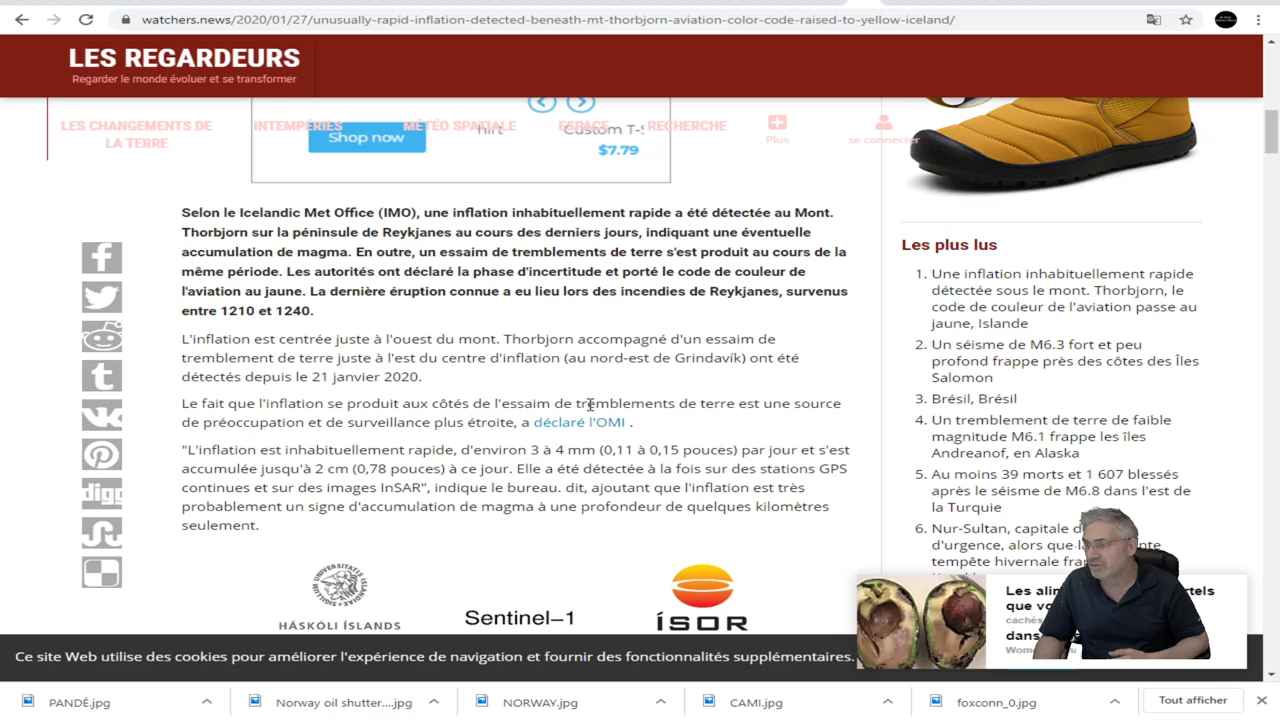 watchers.news/2020/01/27/unusually-rapid-inflation-detected-beneath-mt-thorbjorn-aviation-color-code-raised-to-yellow-iceland/
LES REGARDEURS
Regarder le monde évoluer et se transformer
LES CHANGEMENTS DE
LA TERRE
INTEMPÉRIES
MÉTÉO SPATIALE
ESPACE
RECHERCHE
Plus
se connecter
Shop now
Custom T-S
$7.79
Selon le Icelandic Met Office (IMO), une inflation inhabituellement rapide a été détectée au Mont.
Thorbjorn sur la péninsule de Reykjanes au cours des derniers jours, indiquant une éventuelle
accumulation de magma. En outre, un essaim de tremblements de terre s'est produit au cours de la
même période. Les autorités ont déclaré la phase d'incertitude et porté le code de couleur de
l'aviation au jaune. La dernière éruption connue a eu lieu lors des incendies de Reykjanes, survenus
entre 1210 et 1240.
L'inflation est centrée juste à l'ouest du mont. Thorbjorn accompagné d'un essaim de
tremblement de terre juste à l'est du centre d'inflation (au nord-est de Grindavík) ont été
détectés depuis le 21 janvier 2020.
Le fait que l'inflation se produit aux côtés de l'essaim de tremblements de terre est une source
de préoccupation et de surveillance plus étroite, a déclaré l'OMI .
"L'inflation est inhabituellement rapide, d'environ 3 à 4 mm (0,11 à 0,15 pouces) par jour et s'est
accumulée jusqu'à 2 cm (0,78 pouces) à ce jour. Elle a été détectée à la fois sur des stations GPS
continues et sur des images InSAR", indique le bureau. dit, ajoutant que l'inflation est très
probablement un signe d'accumulation de magma à une profondeur de quelques kilomètres
seulement.
HÁSKÓLI ÍSLANDS
Sentinel-1
ÍSOR
digg
Les plus lus
1. Une inflation inhabituellement rapide
détectée sous le mont. Thorbjorn, le
code de couleur de l'aviation passe au
jaune, Islande
2. Un séisme de M6.3 fort et peu
profond frappe près des côtes des Îles
Salomon
3. Brésil, Brésil
4. Un tremblement de terre de faible
magnitude M6.1 frappe les îles
Andreanof, en Alaska
5. Au moins 39 morts et 1 607 blessés
après le séisme de M6.8 dans l'est de
la Turquie
6. Nur-Sultan, capitale
d'urgence, alors que
tempête hivernale
Les
que
dans
Ce site Web utilise des cookies pour améliorer l'expérience de navigation et fournir des fonctionnalités supplémentaires.
PANDÉ.jpg
Norway oil shutter....jpg
NORWAY.jpg
CAMI.jpg
foxconn_0.jpg
Tout afficher